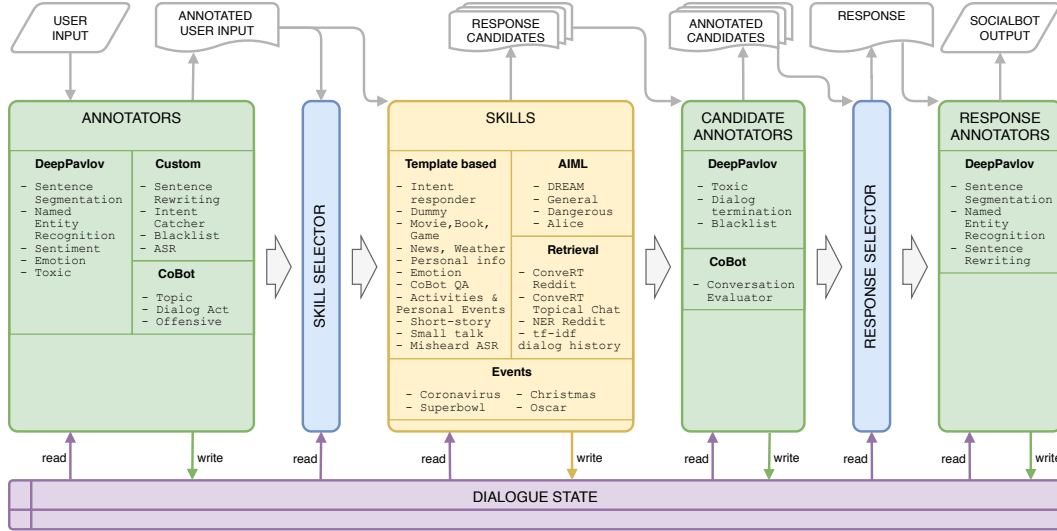 USER
INPUT
ANNOTATED
USER INPUT
RESPONSE
CANDIDATES
ANNOTATED
CANDIDATES
RESPONSE
SOCIALBOT
OUTPUT
ANNOTATORS
DeepPavlov
- Sentence
Segmentation
- Named
Entity
Recognition
- Sentiment
- Emotion
- Toxic
Custom
- Sentence
Rewriting
- Intent
Catcher
- Blacklist
- ASR
CoBot
- Topic
- Dialog Act
- Offensive
SKILL SELECTOR
SKILLS
Template based
- Intent
responder
- Dummy
- Movie,Book,
Game
- News, Weather
- Personal info
- Emotion
- CoBot QA
- Activities &
Personal Events
- Short-story
- Small talk
- Misheard ASR
AIML
- DREAM
- General
- Dangerous
- Alice
Retrieval
- ConveRT
Reddit
- ConveRT
Topical Chat
- NER Reddit
- tf-idf
dialog history
Events
- Coronavirus - Christmas
- Superbowl - Oscar
CANDIDATE
ANNOTATORS
DeepPavlov
- Toxic
- Dialog
termination
- Blacklist
CoBot
- Conversation
Evaluator
RESPONSE SELECTOR
RESPONSE
ANNOTATORS
DeepPavlov
- Sentence
Segmentation
- Named
Entity
Recognition
- Sentence
Rewriting
read write read read write read write read read write
DIALOGUE STATE